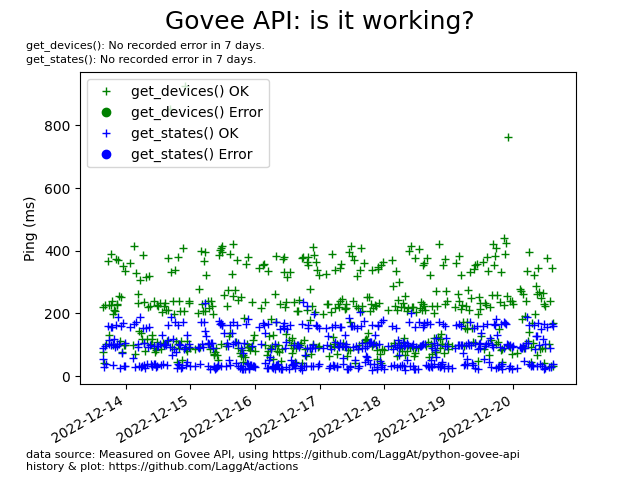 Govee API: is it working?
get_devices(): No recorded error in 7 days.
get_states(): No recorded error in 7 days.
get_devices() OK
get_devices() Error
get_states() OK
get_states() Error
Ping (ms)
800
600
400
200
0
2022-12-14
2022-12-15
2022-12-16
2022-12-17
2022-12-18
2022-12-19
2022-12-20
data source: Measured on Govee API, using https://github.com/LaggAt/python-govee-api
history & plot: https://github.com/LaggAt/actions